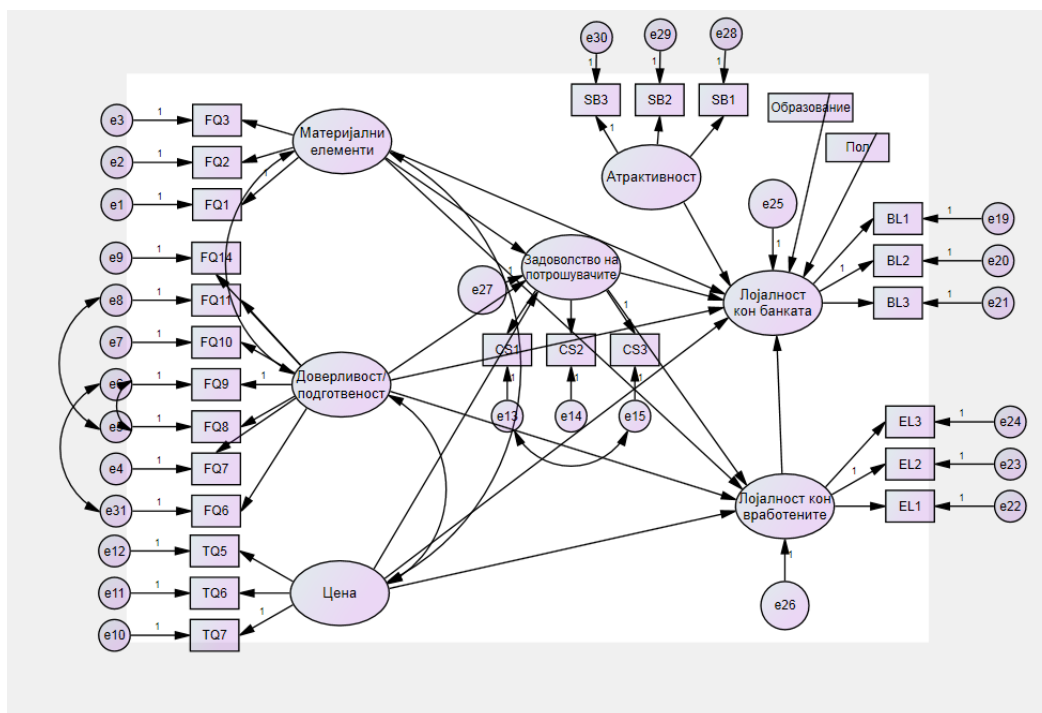 e30
e29
e28
1
1
1
SB3
SB2
SB1
1
Образование
Пол
Атрактивност
e3
1
FQ3
e2
1
FQ2
e1
1
FQ1
1
Материјални
елементи
e25
1
BL1
1
e19
BL2
1
e20
BL3
1
e21
1
Лојалност
кон банката
Задоволство на
потрошувачите
e27
1
1
CS1
CS2
CS3
1
1
1
e13
e14
e15
e9
1
FQ14
e8
1
FQ11
e7
1
FQ10
e6
1
FQ9
1
e5
1
FQ8
e4
1
FQ7
e31
1
FQ6
Доверливост/
подготвеност
EL3
1
e24
EL2
1
e23
EL1
1
e22
1
Лојалност кон
вработените
1
e26
e12
1
TQ5
e11
1
TQ6
e10
1
TQ7
1
Цена